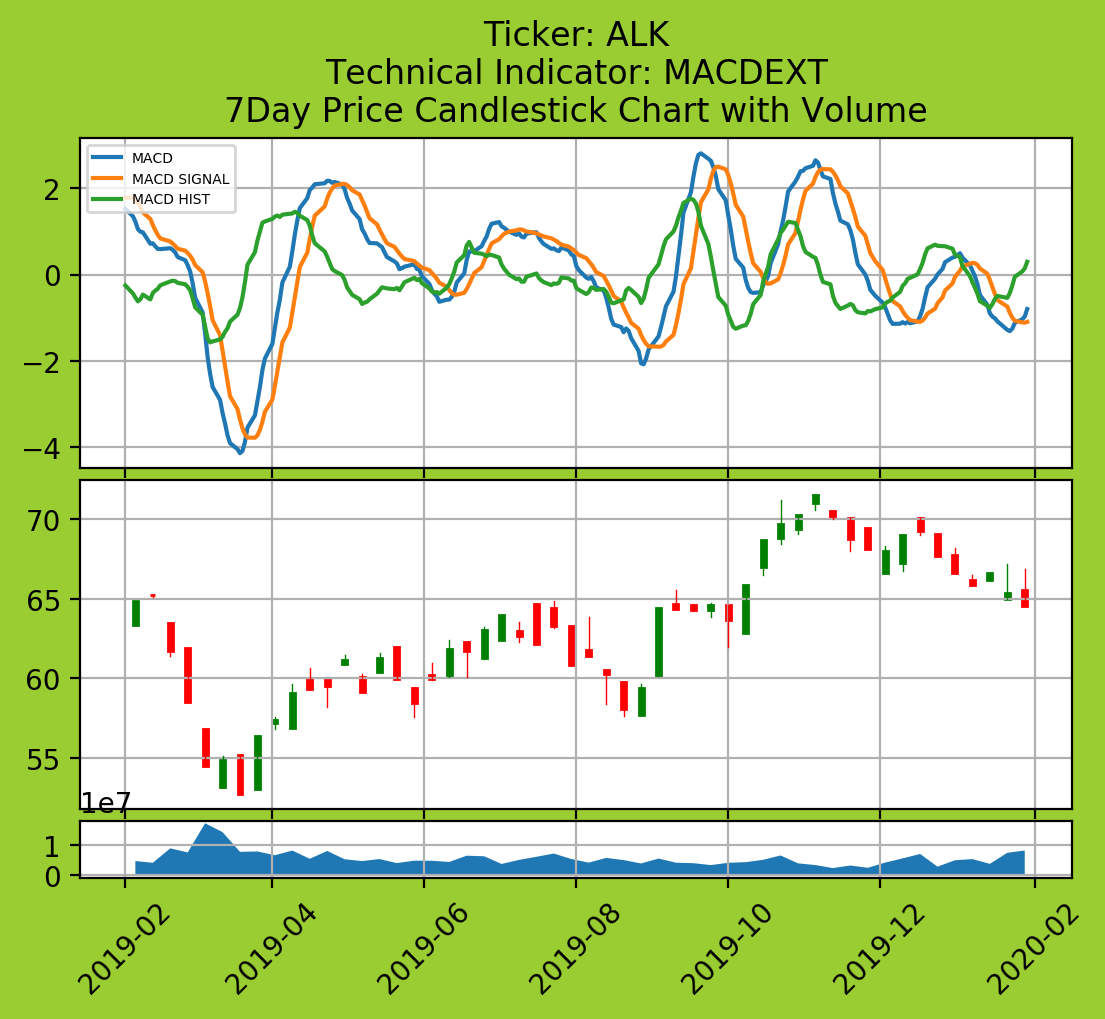 Ticker: ALK
Technical Indicator: MACDEXT
7Day Price Candlestick Chart with Volume
MACD
MACD SIGNAL
MACD HIST
2
0
−2
−4
70
65
60
55
1e7
1
0
2019-02
2019-04
2019-06
2019-08
2019-10
2019-12
2020-02